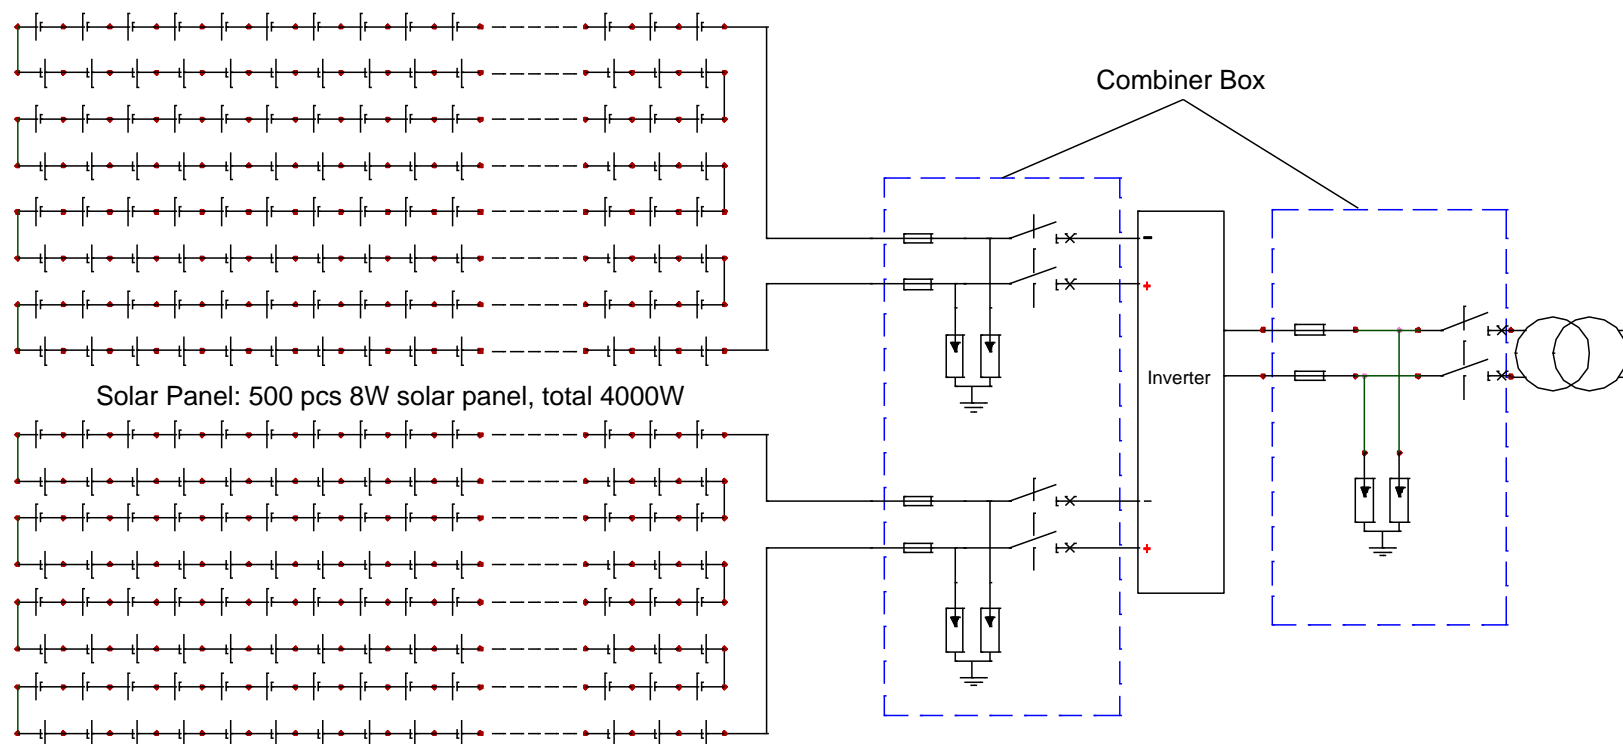 Combiner Box
-
+
Inverter
Solar Panel: 500 pcs 8W solar panel, total 4000W
-
+